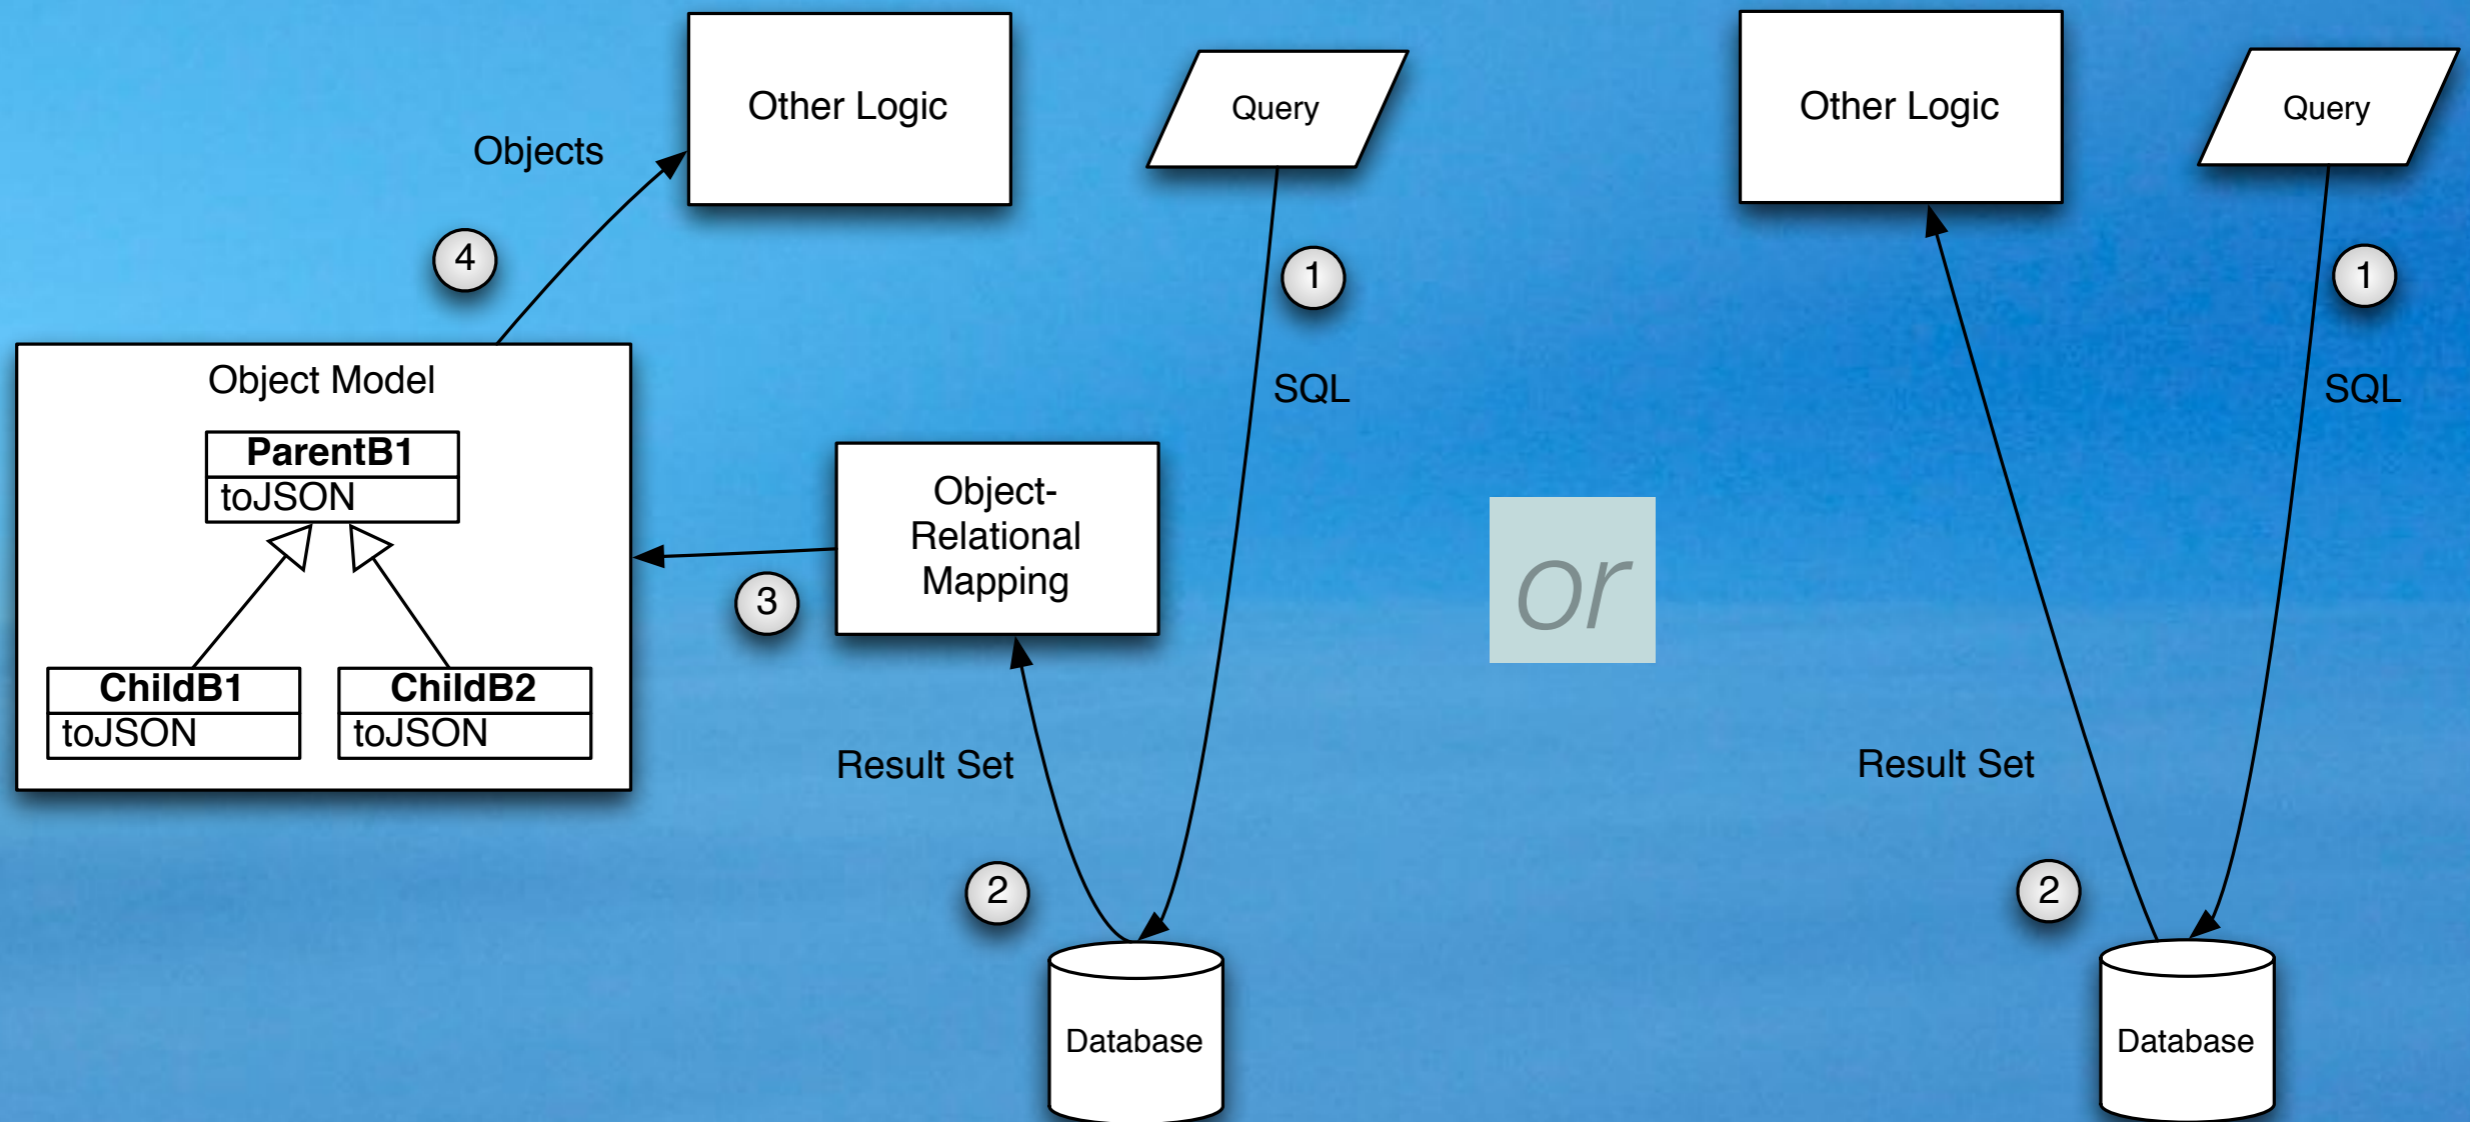 Other Logic
Query
Objects
4
1
SQL
Object Model
ParentB1
toJSON
ChildB1
toJSON
ChildB2
toJSON
Object-
Relational
Mapping
3
Result Set
2
Database
or
Other Logic
Query
1
SQL
Result Set
2
Database